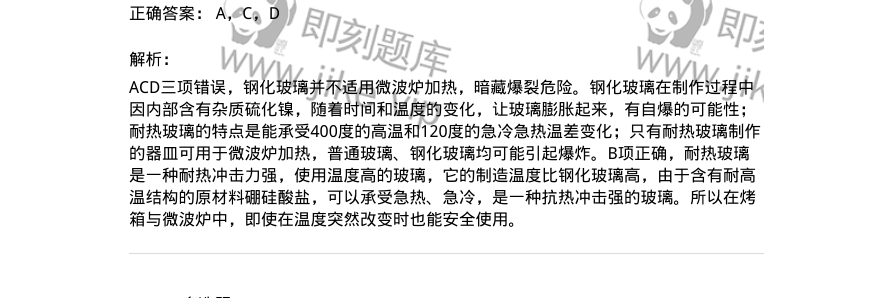 正确答案： A，C，D
即刻题库
www.jike.vip
解析：
ACD三项错误，钢化玻璃并不适用微波炉加热，暗藏爆裂危险。钢化玻璃在制作过程中
因内部含有杂质硫化镍，随着时间和温度的变化，让玻璃膨胀起来，有自爆的可能性；
耐热玻璃的特点是能承受400度的高温和120度的急冷急热温差变化；只有耐热玻璃制作
的器皿可用于微波炉加热，普通玻璃、钢化玻璃均可能引起爆炸。B项正确，耐热玻璃
是一种耐热冲击力强，使用温度高的玻璃，它的制造温度比钢化玻璃高，由于含有耐高
温结构的原材料硼硅酸盐，可以承受急热、急冷，是一种抗热冲击强的玻璃。所以在烤
箱与微波炉中，即使在温度突然改变时也能安全使用。